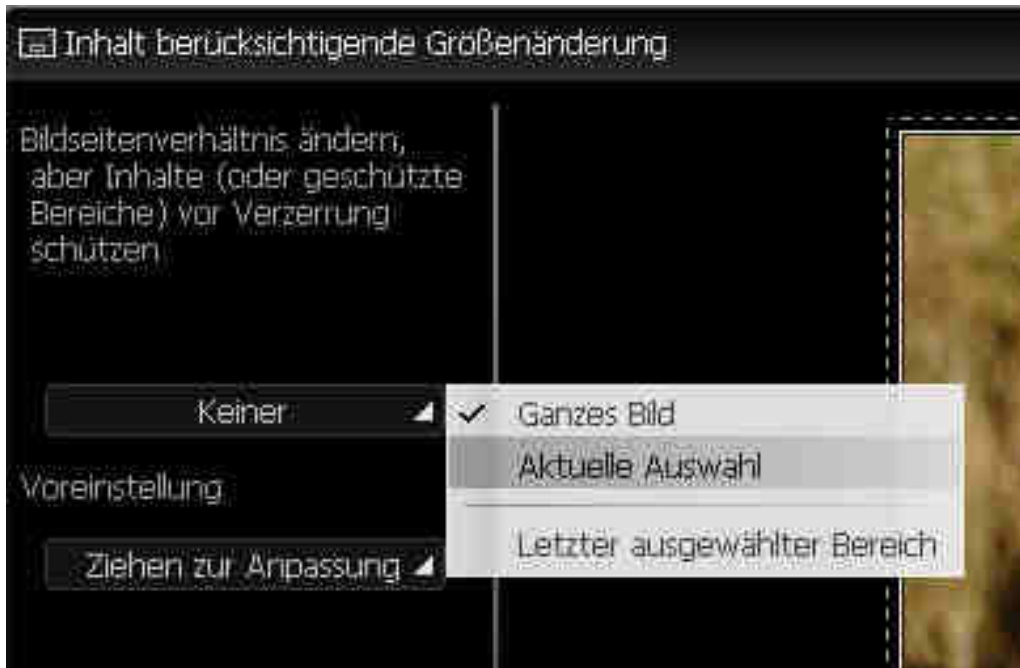 Inhalt berücksichtigende Größenänderung
Bildseitenverhältnis ändern,
aber Inhalte (oder geschützte
Bereiche) vor Verzerrung
schützen
Keiner
Ganzes Bild
Aktuelle Auswahl
Voreinstellung
Letzter ausgewählter Bereich
Ziehen zur Anpassung